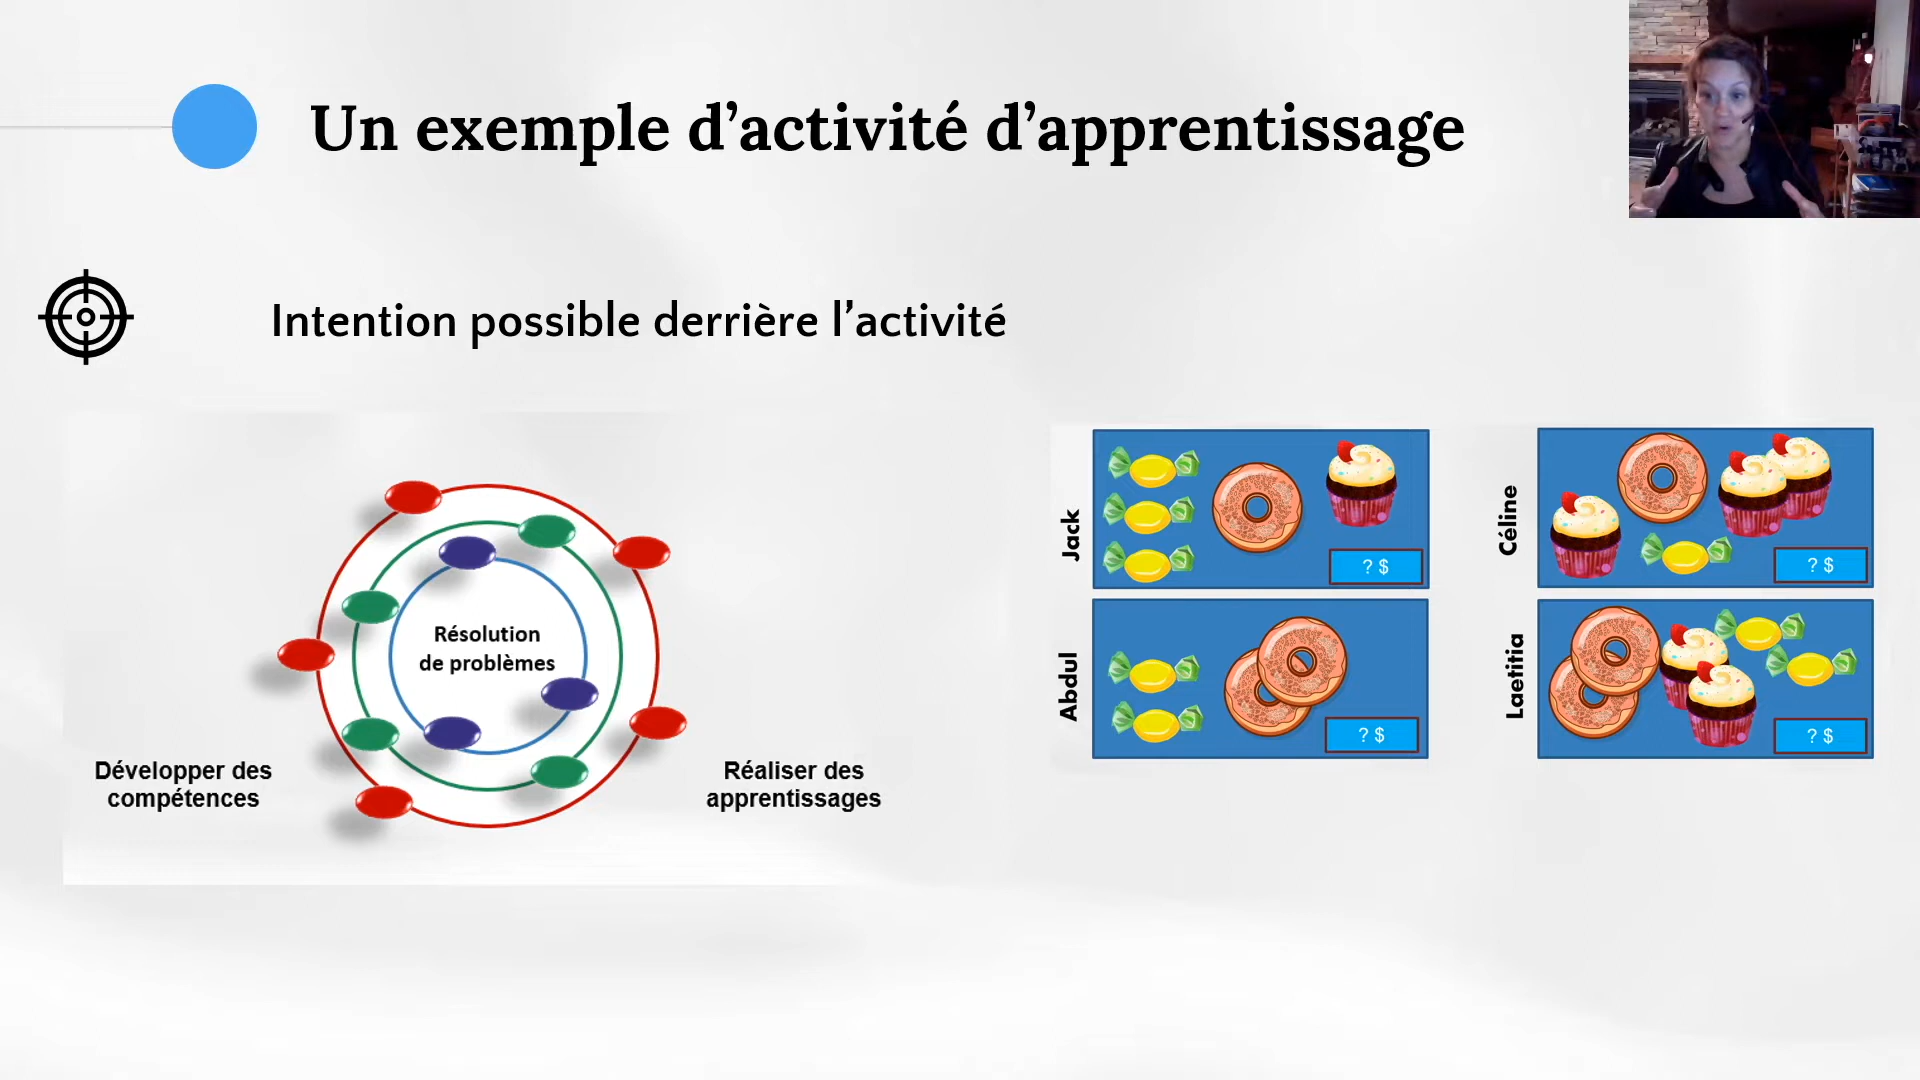 Un exemple d’activité d’apprentissage
Intention possible derrière l’activité
Résolution
de problèmes
Développer des
compétences
Réaliser des
apprentissages
Jack
? $
Céline
? $
Abdul
? $
Laetitia
? $